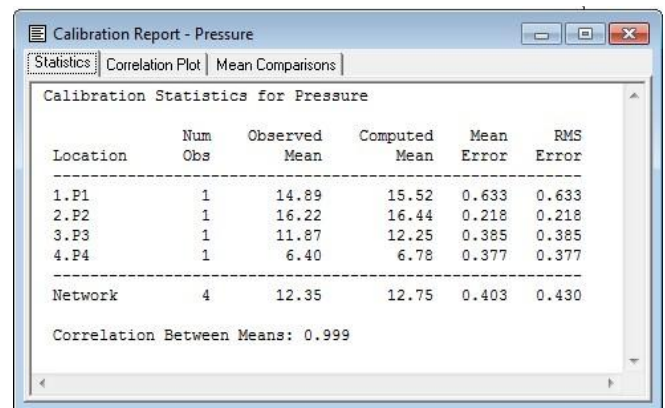 Calibration Report - Pressure
Statistics Correlation Plot Mean Comparisons
Calibration Statistics for Pressure
Num Observed Computed Mean RMS
Location Obs Mean Mean Error Error
------------------------------------------------------------------
1.P1 1 14.89 15.52 0.633 0.633
2.P2 1 16.22 16.44 0.218 0.218
3.P3 1 11.87 12.25 0.385 0.385
4.P4 1 6.40 6.78 0.377 0.377
------------------------------------------------------------------
Network 4 12.35 12.75 0.403 0.430
Correlation Between Means: 0.999